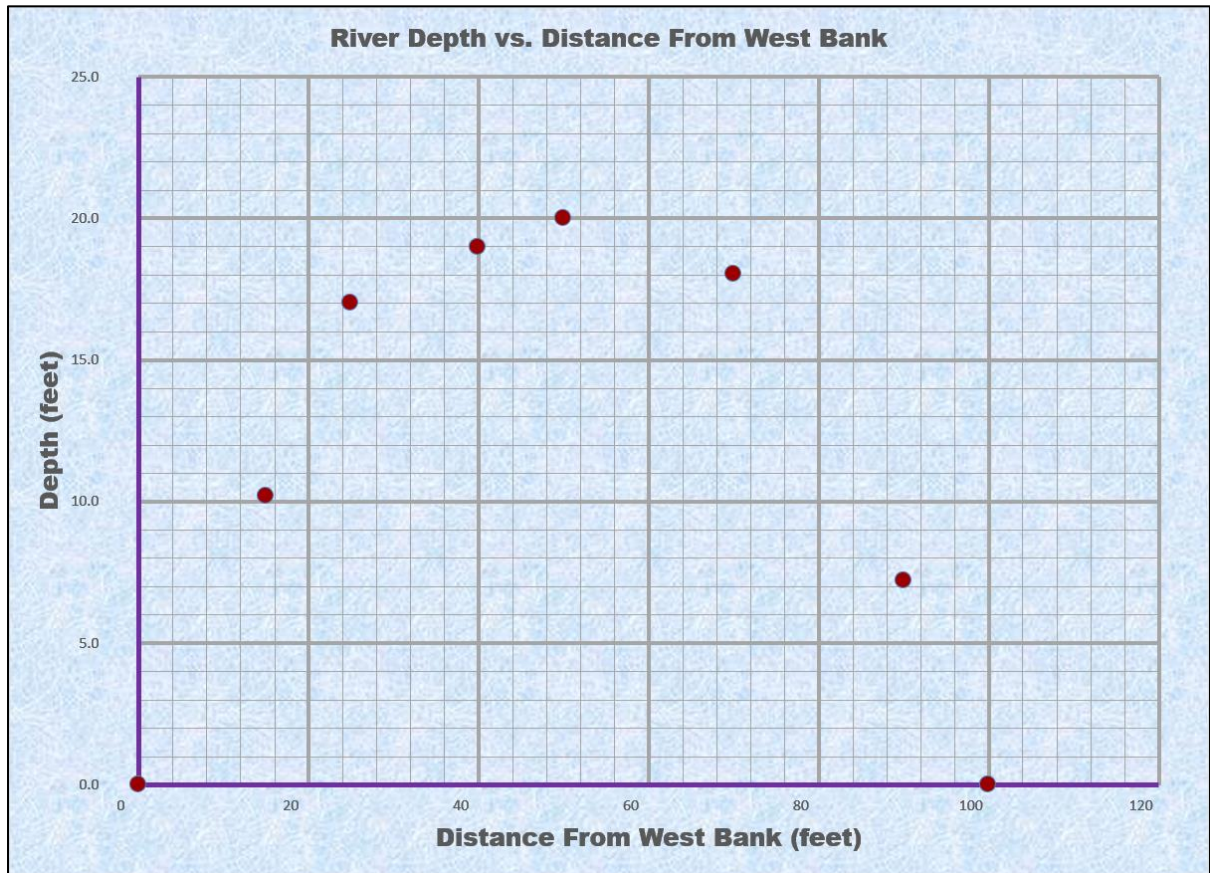 River Depth vs. Distance From West Bank
25.0
20.0
15.0
10.0
5.0
0.0
Depth (feet)
0 20 40 60 80 100 120
Distance From West Bank (feet)